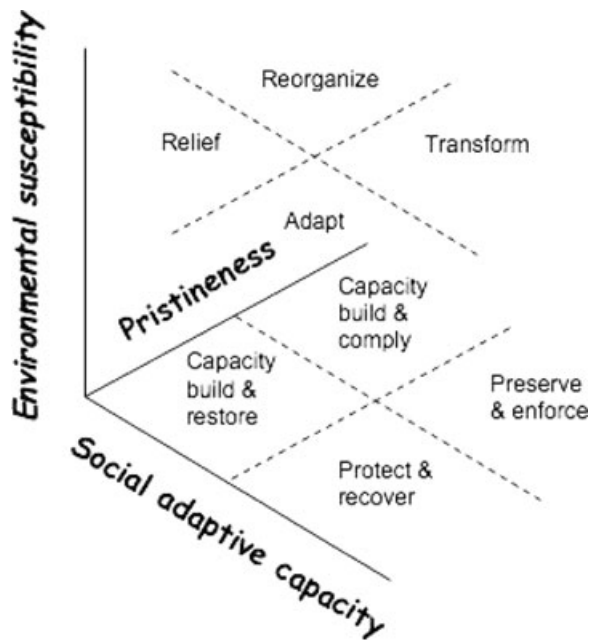 Environmental susceptibility
Reorganize
Relief
Transform
Adapt
Pristineness
Capacity
build &
comply
Capacity
build &
restore
Preserve
& enforce
Protect &
recover
Social adaptive capacity